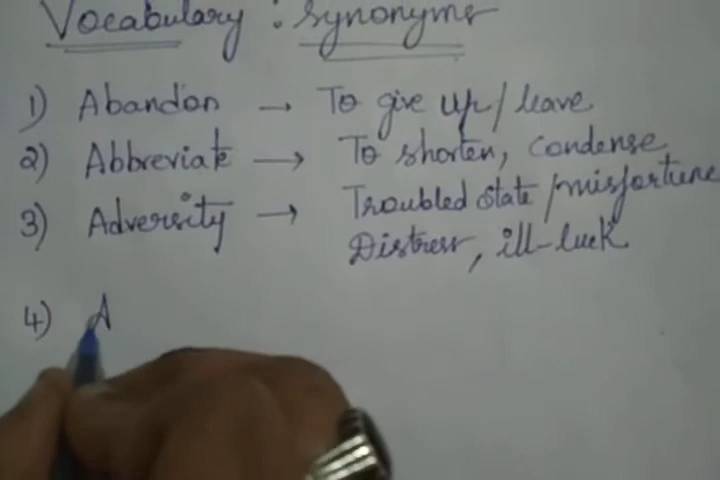 Vocabulary : Synonyms
1) Abandon → To give up / leave
2) Abbreviate → To shorten, condense
3) Adversity → Troubled state / misfortune
Distress, ill-luck
4) A